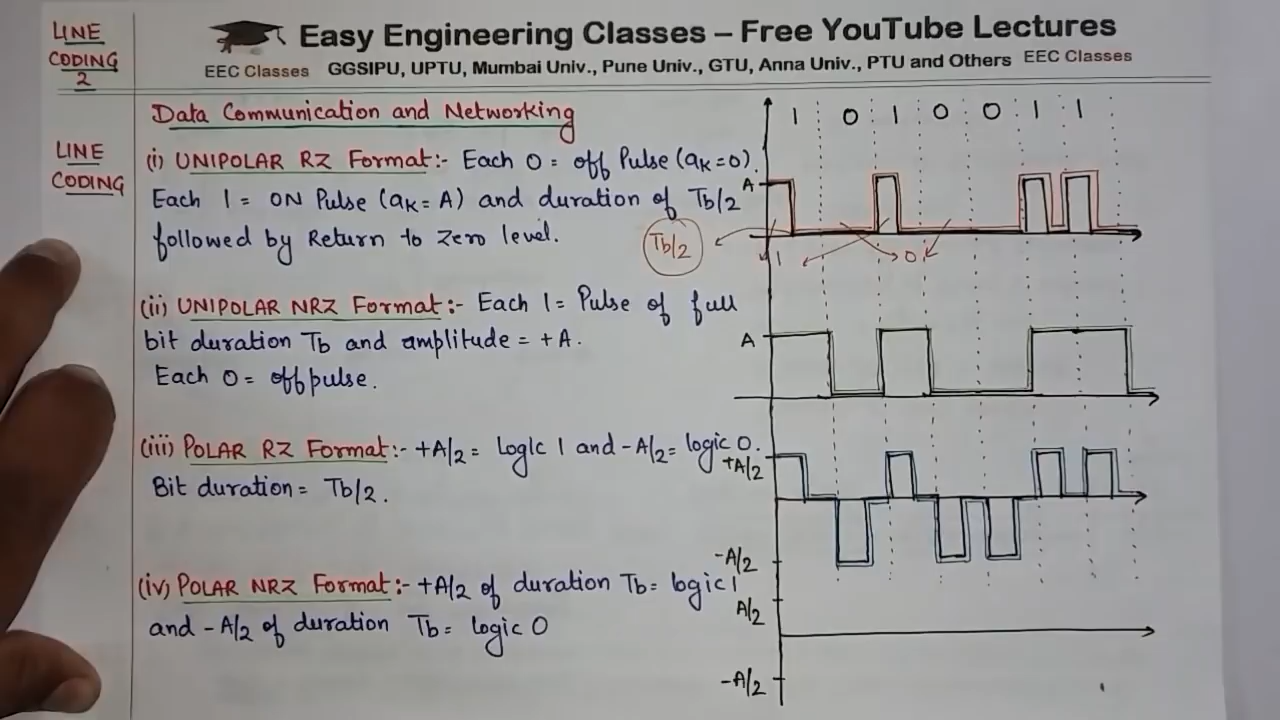 LINE
CODING
2
Easy Engineering Classes – Free YouTube Lectures
EEC Classes GGSIPU, UPTU, Mumbai Univ., Pune Univ., GTU, Anna Univ., PTU and Others EEC Classes
Data Communication and Networking
LINE
CODING
(i) UNIPOLAR RZ Format:- Each 0 = off Pulse (aK=0).
Each 1 = ON Pulse (aK=A) and duration of Tb/2
followed by Return to Zero level.
Tb/2
(ii) UNIPOLAR NRZ Format:- Each 1= Pulse of full
bit duration Tb and amplitude = +A.
Each 0 = off pulse.
(iii) POLAR RZ Format:- +A/2 = Logic 1 and -A/2= logic 0.
Bit duration = Tb/2.
(iv) POLAR NRZ Format:- +A/2 of duration Tb= logic 1
and -A/2 of duration Tb= logic 0
1 0 1 0 0 1 1
A
1 0
A
+A/2
-A/2
A/2
-A/2